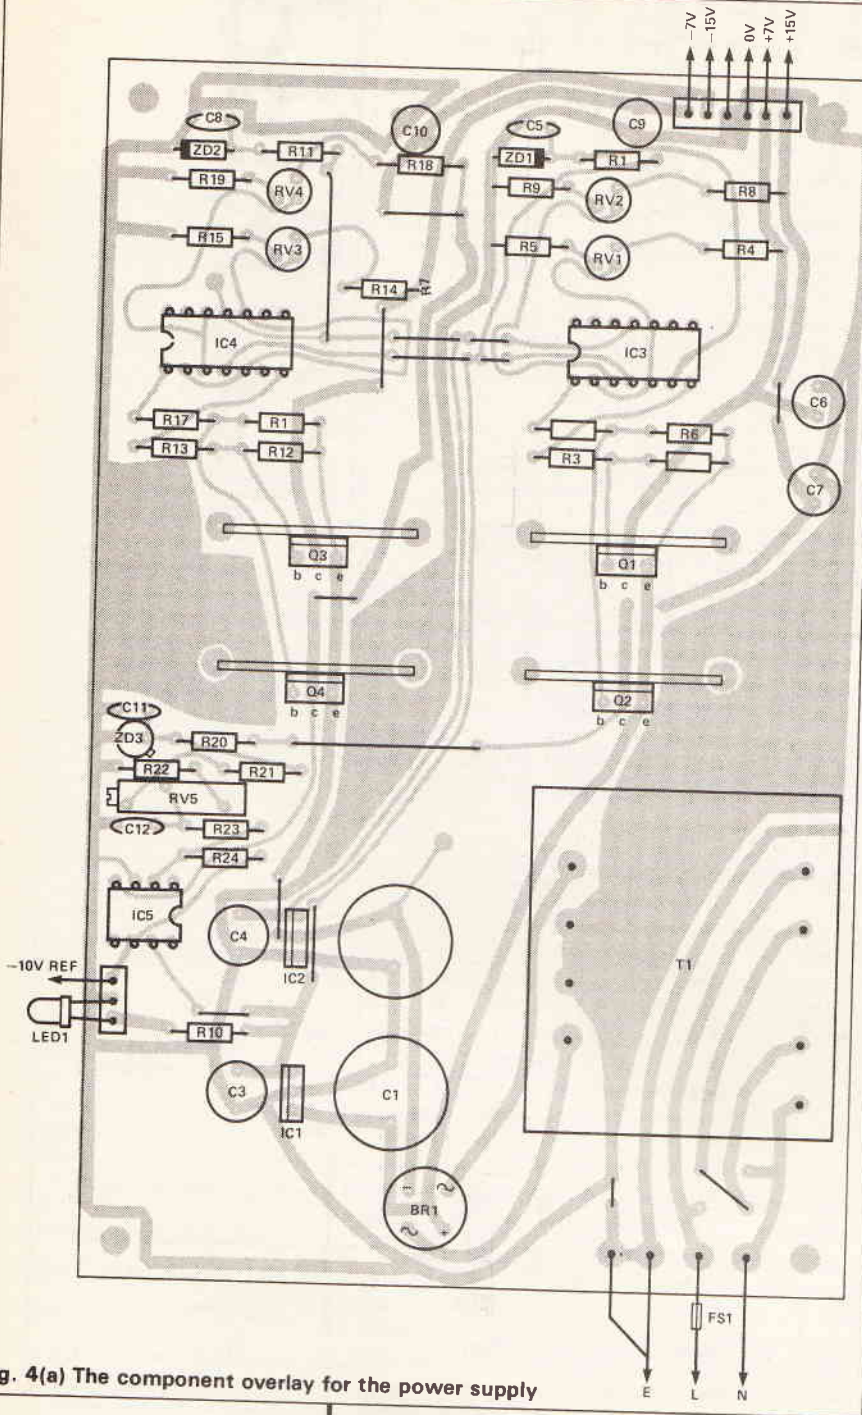 −7V
−15V
0V
+7V
+15V
C8
C10
C5
C9
ZD2
R11
R18
ZD1
R1
R19
RV4
R9
RV2
R8
R15
RV3
R5
RV1
R4
R14
R7
IC4
IC3
C6
R17
R1
R6
R13
R12
R3
C7
Q3
b c e
Q1
b c e
Q4
b c e
Q2
b c e
C11
ZD3
R20
R22
R21
RV5
C12
R23
R24
IC5
C4
IC2
T1
−10V REF
LED1
R10
C3
IC1
C1
− ~
BR1
~ +
FS1
E L N
g. 4(a) The component overlay for the power supply